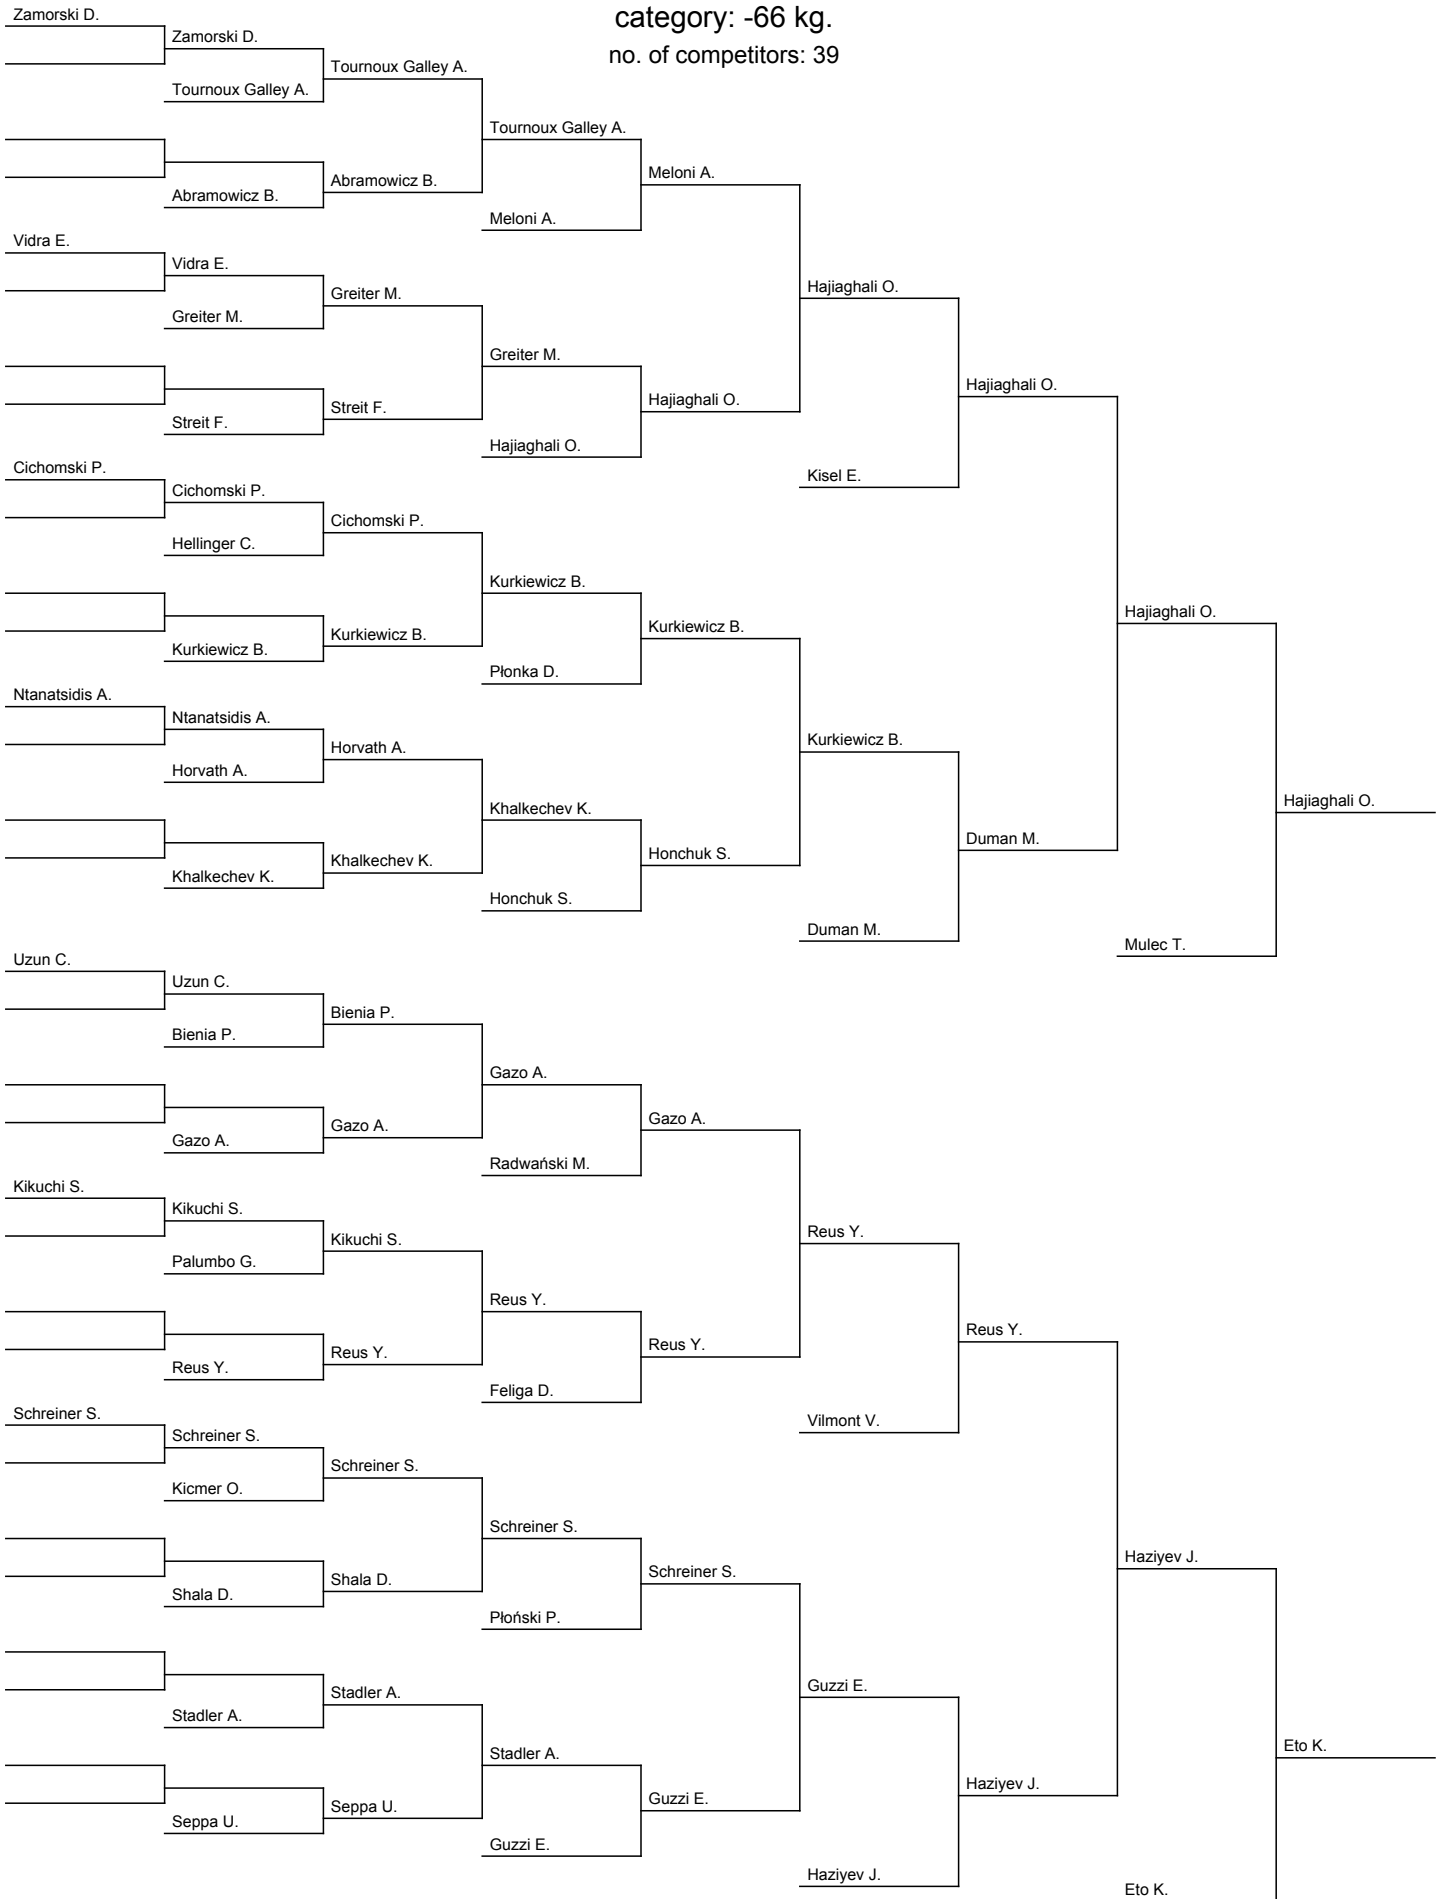 category: -66 kg.
no. of competitors: 39
Zamorski D.
Zamorski D.
Tournoux Galley A.
Tournoux Galley A.
Tournoux Galley A.
Abramowicz B.
Abramowicz B.
Meloni A.
Meloni A.
Vidra E.
Vidra E.
Greiter M.
Greiter M.
Hajiaghali O.
Greiter M.
Streit F.
Streit F.
Hajiaghali O.
Hajiaghali O.
Hajiaghali O.
Kisel E.
Cichomski P.
Cichomski P.
Cichomski P.
Hellinger C.
Kurkiewicz B.
Kurkiewicz B.
Kurkiewicz B.
Kurkiewicz B.
Hajiaghali O.
Płonka D.
Ntanatsidis A.
Ntanatsidis A.
Horvath A.
Horvath A.
Kurkiewicz B.
Khalkechev K.
Khalkechev K.
Khalkechev K.
Honchuk S.
Honchuk S.
Duman M.
Duman M.
Hajiaghali O.
Mulec T.
Uzun C.
Uzun C.
Bienia P.
Bienia P.
Gazo A.
Gazo A.
Gazo A.
Gazo A.
Radwański M.
Kikuchi S.
Kikuchi S.
Kikuchi S.
Palumbo G.
Reus Y.
Reus Y.
Reus Y.
Reus Y.
Reus Y.
Reus Y.
Feliga D.
Vilmont V.
Schreiner S.
Schreiner S.
Schreiner S.
Kicmer O.
Schreiner S.
Schreiner S.
Shala D.
Shala D.
Płoński P.
Haziyev J.
Stadler A.
Stadler A.
Guzzi E.
Stadler A.
Seppa U.
Seppa U.
Guzzi E.
Guzzi E.
Haziyev J.
Haziyev J.
Eto K.
Eto K.